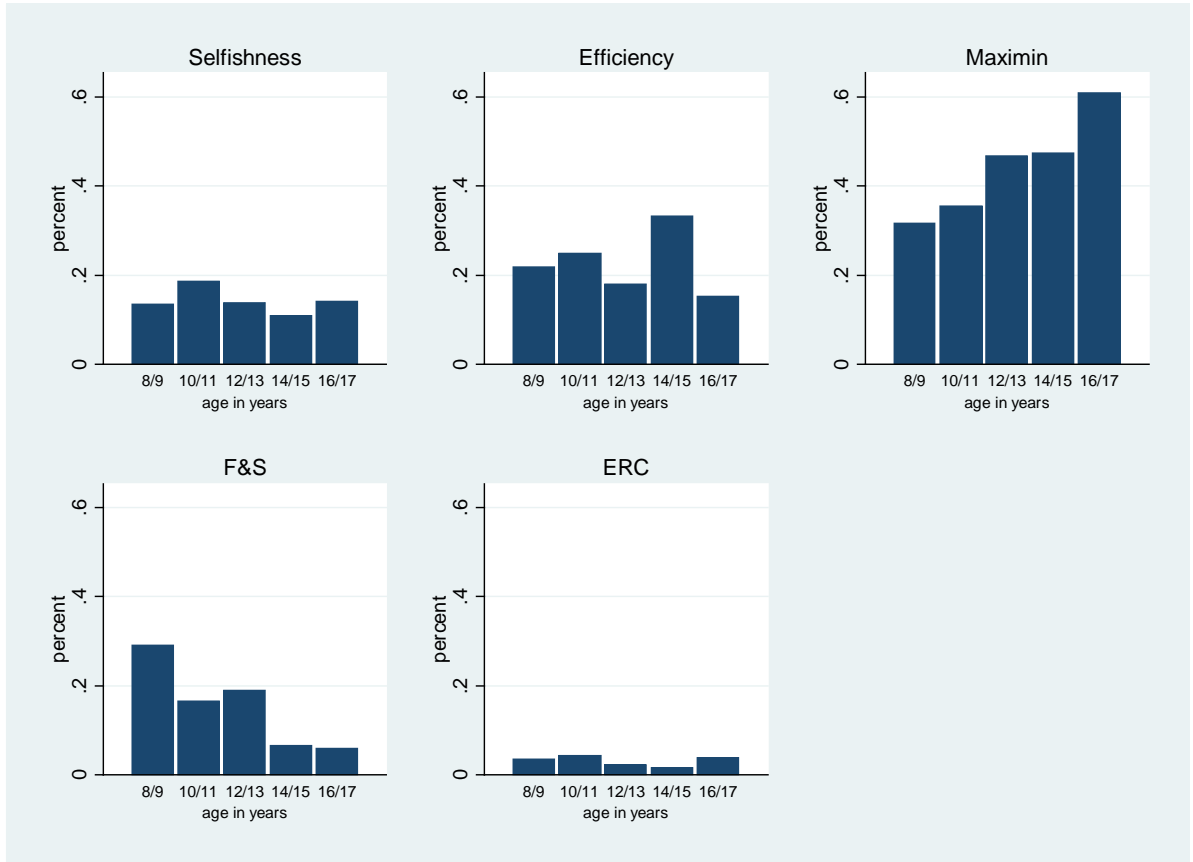 Selfishness
percent
.6
.4
.2
0
8/9 10/11 12/13 14/15 16/17
age in years
Efficiency
percent
.6
.4
.2
0
8/9 10/11 12/13 14/15 16/17
age in years
Maximin
percent
.6
.4
.2
0
8/9 10/11 12/13 14/15 16/17
age in years
F&S
percent
.6
.4
.2
0
8/9 10/11 12/13 14/15 16/17
age in years
ERC
percent
.6
.4
.2
0
8/9 10/11 12/13 14/15 16/17
age in years